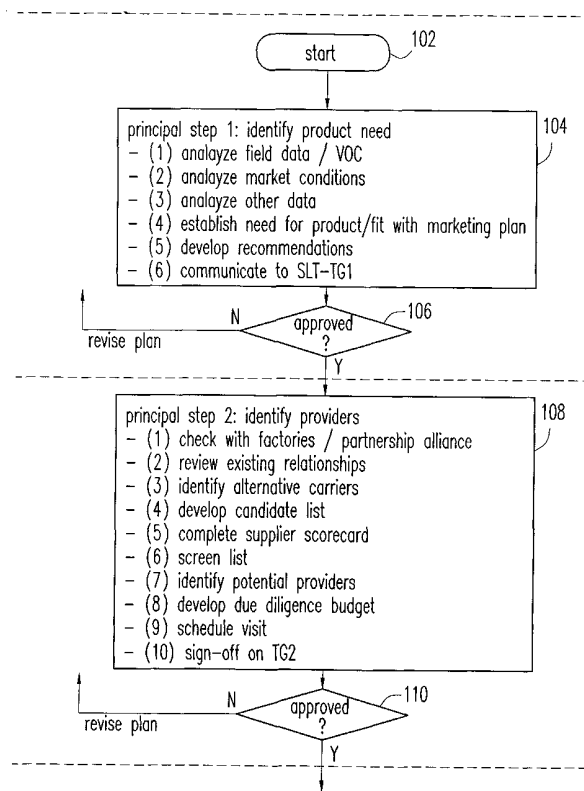 start
102
principal step 1: identify product need
- (1) analayze field data / VOC
- (2) analayze market conditions
- (3) analayze other data
- (4) establish need for product/fit with marketing plan
- (5) develop recommendations
- (6) communicate to SLT-TG1
104
approved
?
106
N
revise plan
Y
principal step 2: identify providers
- (1) check with factories / partnership alliance
- (2) review existing relationships
- (3) identify alternative carriers
- (4) develop candidate list
- (5) complete supplier scorecard
- (6) screen list
- (7) identify potential providers
- (8) develop due diligence budget
- (9) schedule visit
- (10) sign-off on TG2
108
approved
?
110
N
revise plan
Y